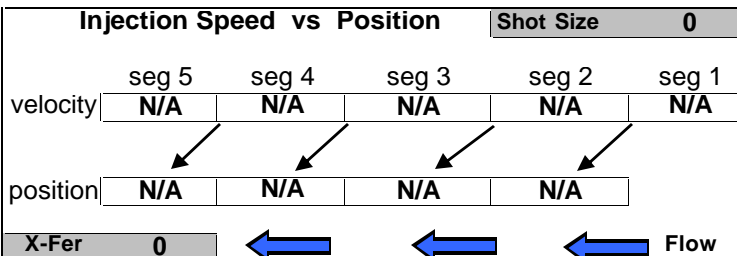 Injection Speed vs Position Shot Size 0
seg 5 seg 4 seg 3 seg 2 seg 1
velocity N/A N/A N/A N/A N/A
position N/A N/A N/A N/A
X-Fer 0 Flow